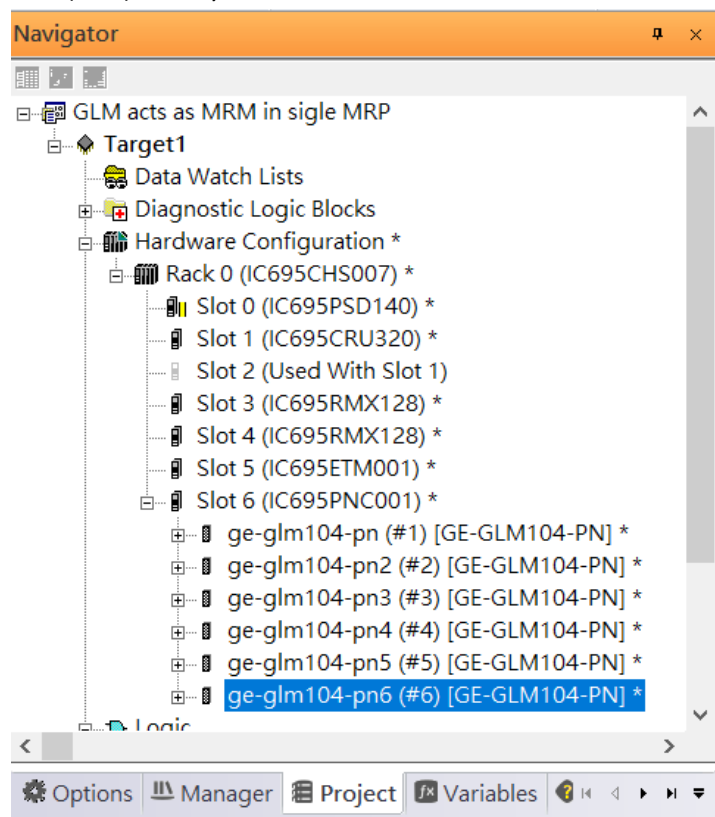 Navigator
GLM acts as MRM in sigle MRP
Target1
Data Watch Lists
Diagnostic Logic Blocks
Hardware Configuration *
Rack 0 (IC695CHS007) *
Slot 0 (IC695PSD140) *
Slot 1 (IC695CRU320) *
Slot 2 (Used With Slot 1)
Slot 3 (IC695RMX128) *
Slot 4 (IC695RMX128) *
Slot 5 (IC695ETM001) *
Slot 6 (IC695PNC001) *
ge-glm104-pn (#1) [GE-GLM104-PN] *
ge-glm104-pn2 (#2) [GE-GLM104-PN] *
ge-glm104-pn3 (#3) [GE-GLM104-PN] *
ge-glm104-pn4 (#4) [GE-GLM104-PN] *
ge-glm104-pn5 (#5) [GE-GLM104-PN] *
ge-glm104-pn6 (#6) [GE-GLM104-PN] *
Logic
Options Manager Project Variables